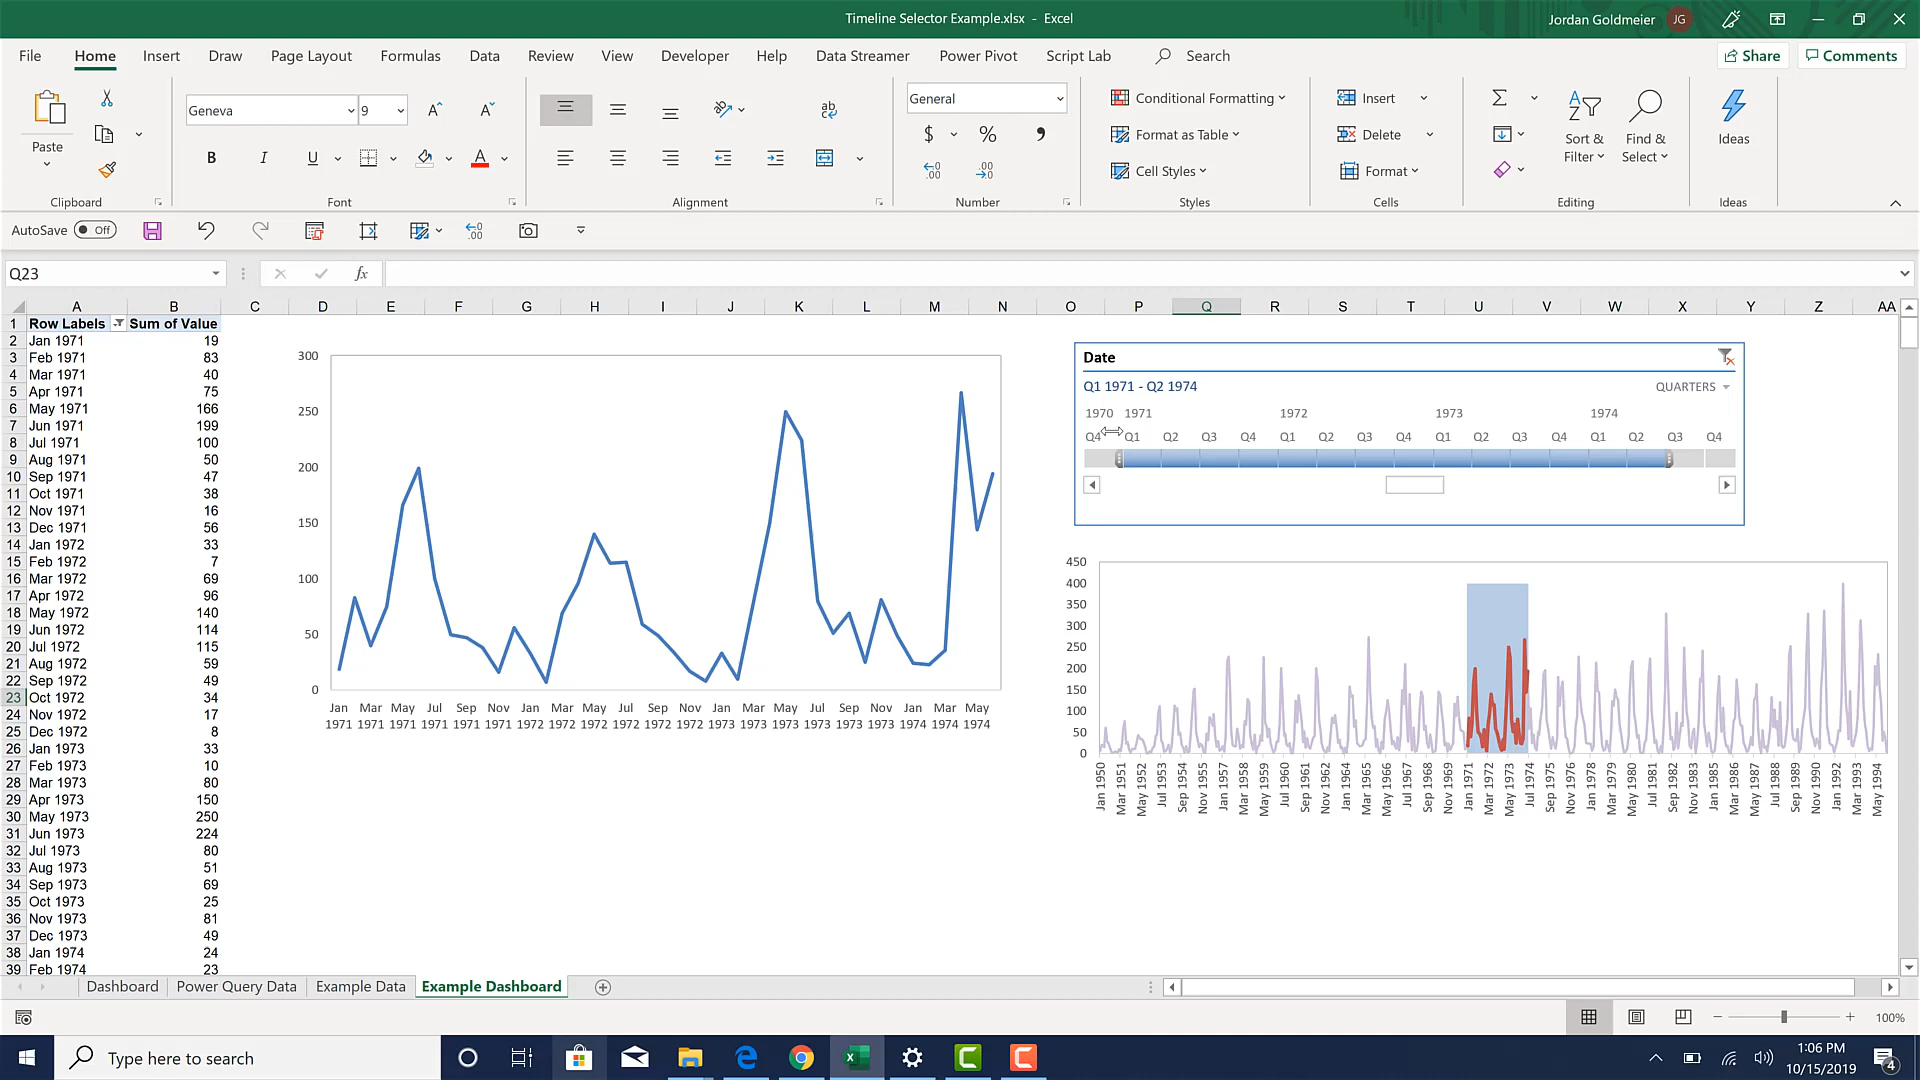 Timeline Selector Example.xlsx - Excel
Jordan Goldmeier JG
File Home Insert Draw Page Layout Formulas Data Review View Developer Help Data Streamer Power Pivot Script Lab Search Share Comments
Paste
Clipboard
Geneva 9
B I U A
Font
ab
Alignment
General
$ % ,
Number
Conditional Formatting
Format as Table
Cell Styles
Styles
Insert
Delete
Format
Cells
Sort & Filter
Find & Select
Editing
Ideas
Ideas
AutoSave Off
Q23 fx
A B C D E F G H I J K L M N O P Q R S T U V W X Y Z AA
1 Row Labels Sum of Value
2 Jan 1971 19
3 Feb 1971 83
4 Mar 1971 40
5 Apr 1971 75
6 May 1971 166
7 Jun 1971 199
8 Jul 1971 100
9 Aug 1971 50
10 Sep 1971 47
11 Oct 1971 38
12 Nov 1971 16
13 Dec 1971 56
14 Jan 1972 33
15 Feb 1972 7
16 Mar 1972 69
17 Apr 1972 96
18 May 1972 140
19 Jun 1972 114
20 Jul 1972 115
21 Aug 1972 59
22 Sep 1972 49
23 Oct 1972 34
24 Nov 1972 17
25 Dec 1972 8
26 Jan 1973 33
27 Feb 1973 10
28 Mar 1973 80
29 Apr 1973 150
30 May 1973 250
31 Jun 1973 224
32 Jul 1973 80
33 Aug 1973 51
34 Sep 1973 69
35 Oct 1973 25
36 Nov 1973 81
37 Dec 1973 49
38 Jan 1974 24
39 Feb 1974 23
300
250
200
150
100
50
0
Jan Mar May Jul Sep Nov Jan Mar May Jul Sep Nov Jan Mar May Jul Sep Nov Jan Mar May
1971 1971 1971 1971 1971 1971 1972 1972 1972 1972 1972 1972 1973 1973 1973 1973 1973 1973 1974 1974 1974
Date
Q1 1971 - Q2 1974 QUARTERS
1970 1971 1972 1973 1974
Q4 Q1 Q2 Q3 Q4 Q1 Q2 Q3 Q4 Q1 Q2 Q3 Q4 Q1 Q2 Q3 Q4
450
400
350
300
250
200
150
100
50
0
Jan 1950 Mar 1951 May 1952 Jul 1953 Sep 1954 Nov 1955 Jan 1957 Mar 1958 May 1959 Jul 1960 Sep 1961 Nov 1962 Jan 1964 Mar 1965 May 1966 Jul 1967 Sep 1968 Nov 1969 Jan 1971 Mar 1972 May 1973 Jul 1974 Sep 1975 Nov 1976 Jan 1978 Mar 1979 May 1980 Jul 1981 Sep 1982 Nov 1983 Jan 1985 Mar 1986 May 1987 Jul 1988 Sep 1989 Nov 1990 Jan 1992 Mar 1993 May 1994
Dashboard Power Query Data Example Data Example Dashboard
100%
Type here to search
1:06 PM
10/15/2019
4